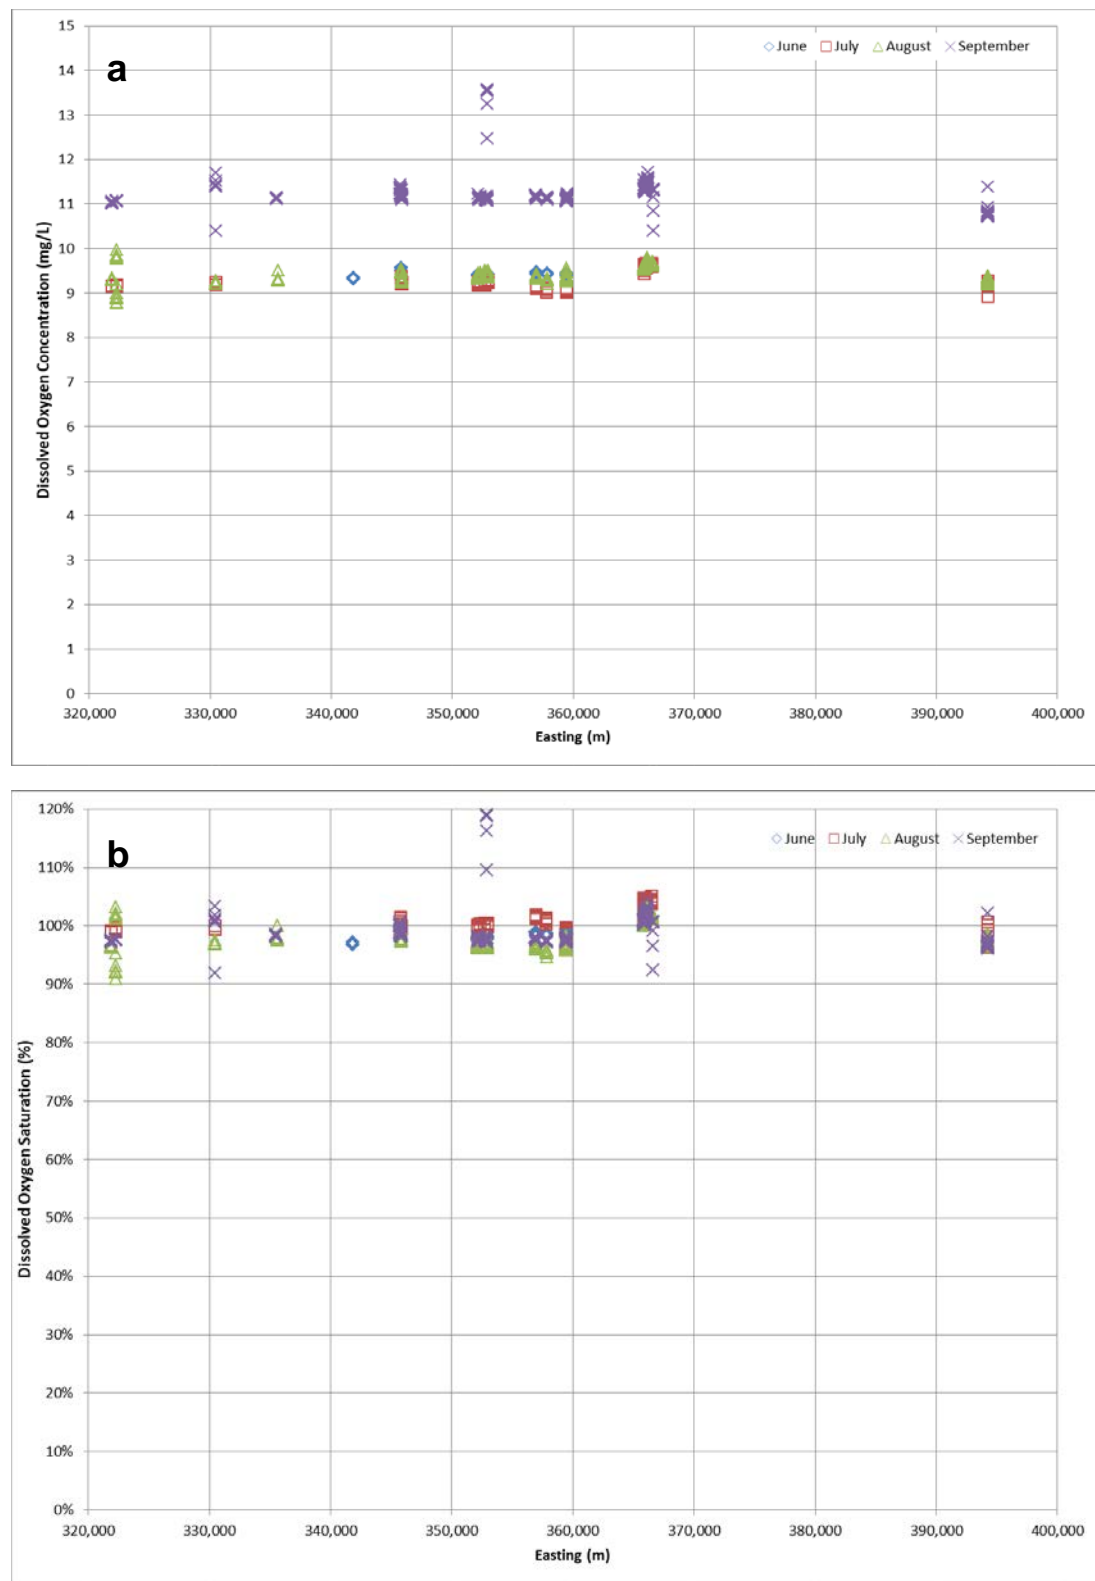 a
June July August September
Dissolved Oxygen Concentration (mg/L)
15
14
13
12
11
10
9
8
7
6
5
4
3
2
1
0
320,000 330,000 340,000 350,000 360,000 370,000 380,000 390,000 400,000
Easting (m)
b
June July August September
Dissolved Oxygen Saturation (%)
120%
110%
100%
90%
80%
70%
60%
50%
40%
30%
20%
10%
0%
320,000 330,000 340,000 350,000 360,000 370,000 380,000 390,000 400,000
Easting (m)